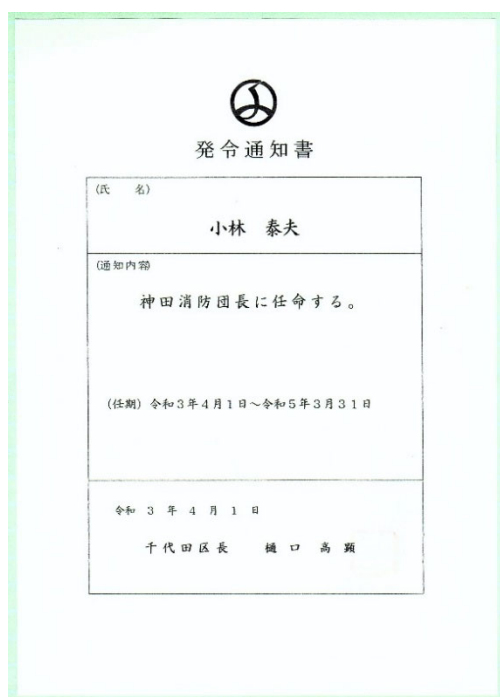 発令通知書
(氏 名)
小林 泰夫
(通知内容)
神田消防団長に任命する。
(任期) 令和3年4月1日～令和5年3月31日
令和 3 年 4 月 1 日
千代田区長 樋口 高顕